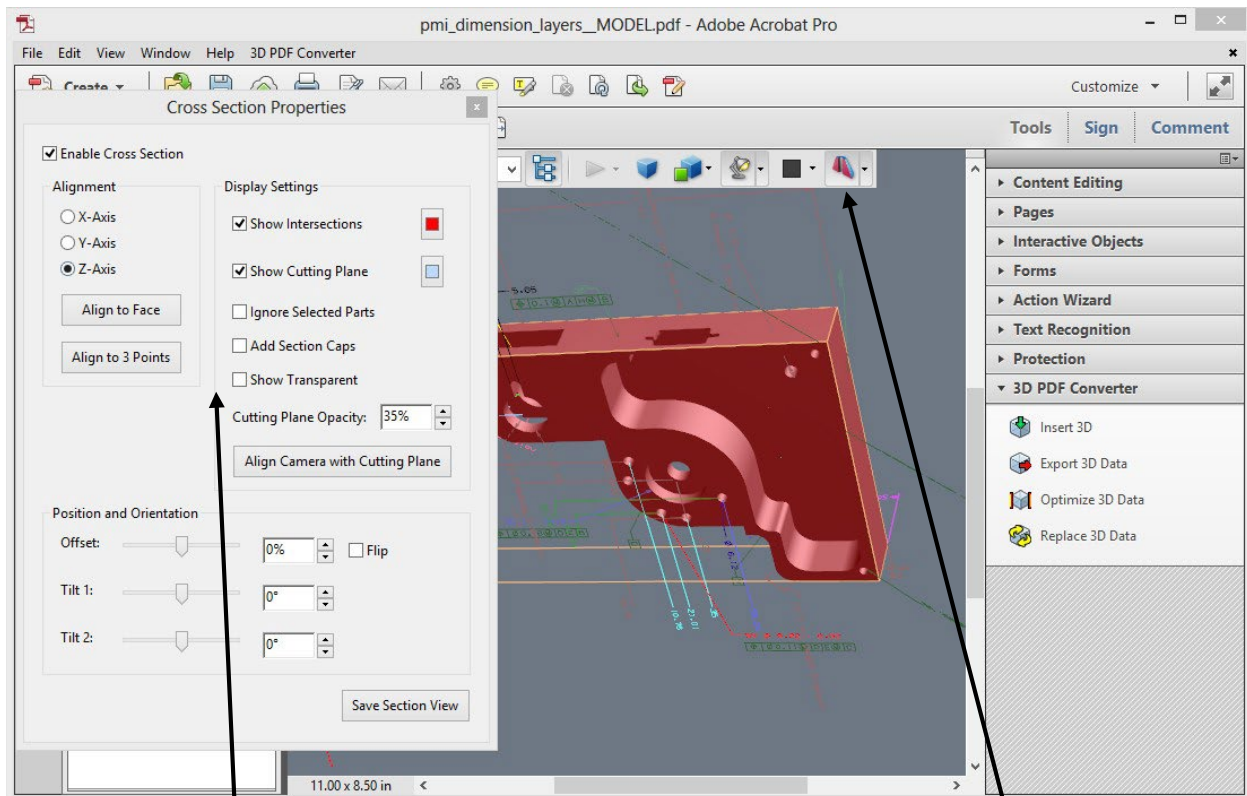 pmi_dimension_layers__MODEL.pdf - Adobe Acrobat Pro
File Edit View Window Help 3D PDF Converter
Create
Customize
Cross Section Properties
Tools Sign Comment
Enable Cross Section
Alignment
X-Axis
Y-Axis
Z-Axis
Align to Face
Align to 3 Points
Display Settings
Show Intersections
Show Cutting Plane
Ignore Selected Parts
Add Section Caps
Show Transparent
Cutting Plane Opacity: 35%
Align Camera with Cutting Plane
Position and Orientation
Offset: 0% Flip
Tilt 1: 0°
Tilt 2: 0°
Save Section View
Content Editing
Pages
Interactive Objects
Forms
Action Wizard
Text Recognition
Protection
3D PDF Converter
Insert 3D
Export 3D Data
Optimize 3D Data
Replace 3D Data
35
11.00 x 8.50 in